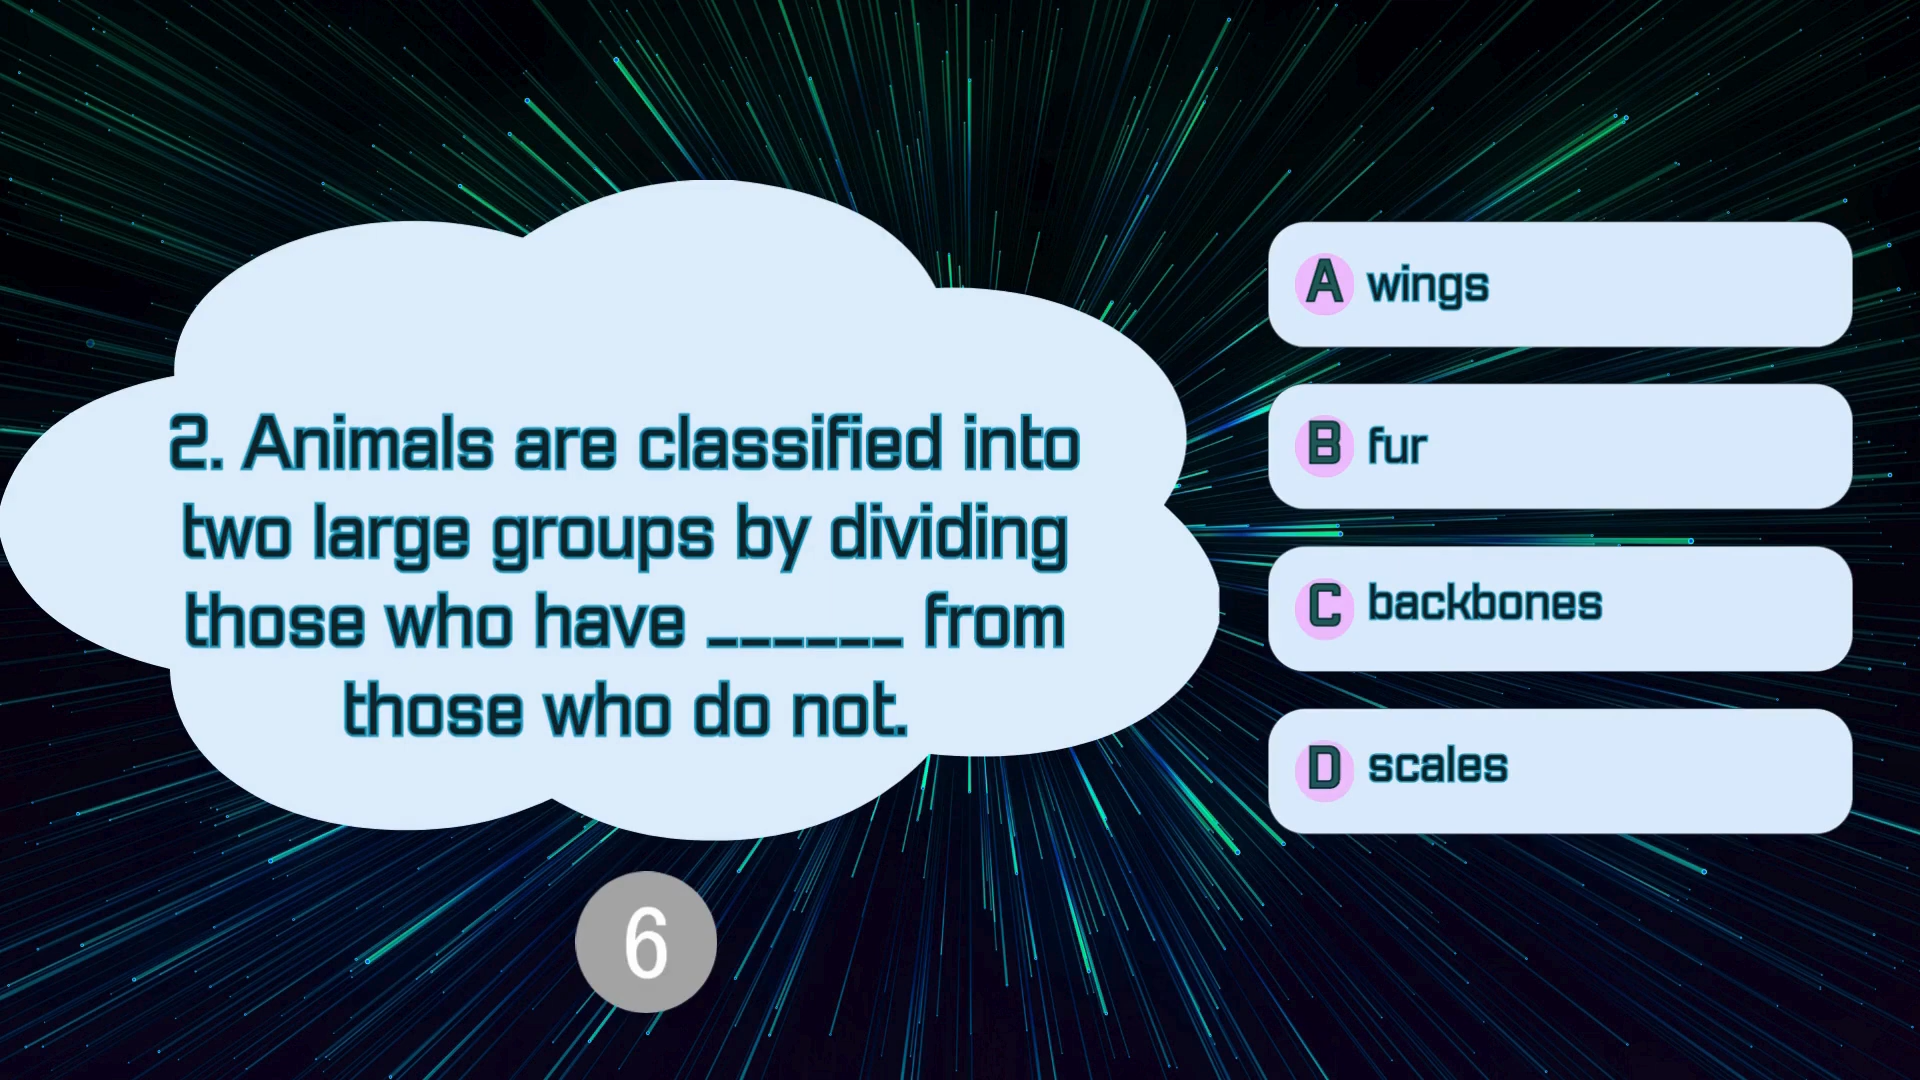 2. Animals are classified into
two large groups by dividing
those who have ______ from
those who do not.
A wings
B fur
C backbones
D scales
6